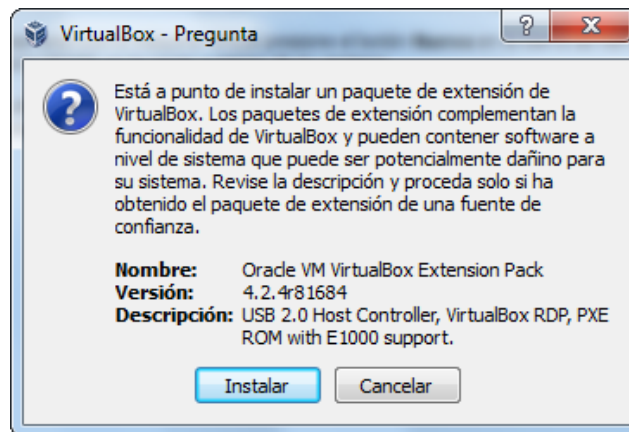 VirtualBox - Pregunta
Está a punto de instalar un paquete de extensión de
VirtualBox. Los paquetes de extensión complementan la
funcionalidad de VirtualBox y pueden contener software a
nivel de sistema que puede ser potencialmente dañino para
su sistema. Revise la descripción y proceda solo si ha
obtenido el paquete de extensión de una fuente de
confianza.
Nombre: Oracle VM VirtualBox Extension Pack
Versión: 4.2.4r81684
Descripción: USB 2.0 Host Controller, VirtualBox RDP, PXE
ROM with E1000 support.
Instalar Cancelar